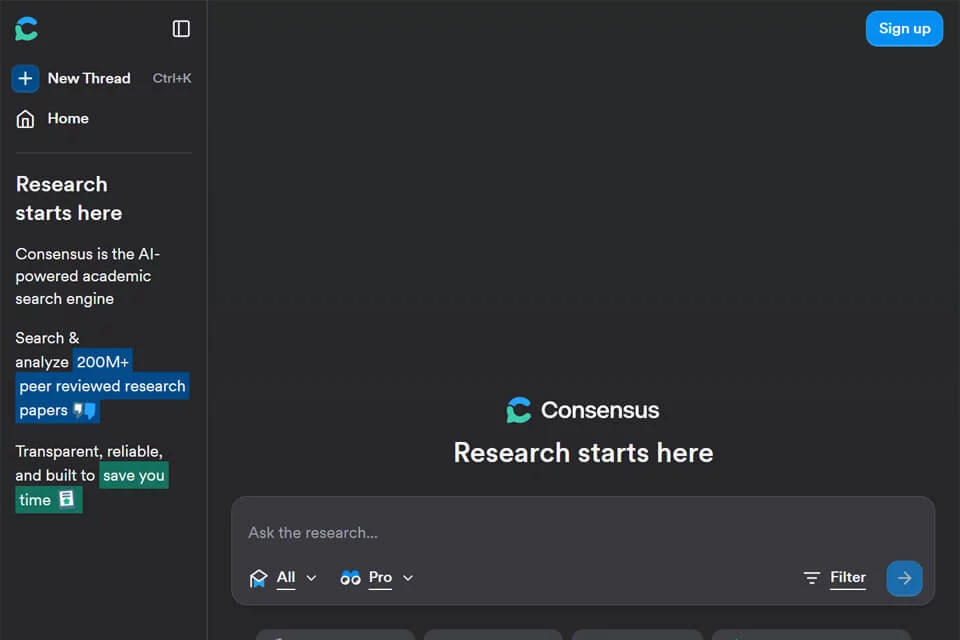 Sign up
New Thread Ctrl+K
Home
Research
starts here
Consensus is the AI-
powered academic
search engine
Search &
analyze 200M+
peer reviewed research
papers
Transparent, reliable,
and built to save you
time
Consensus
Research starts here
Ask the research...
All Pro Filter